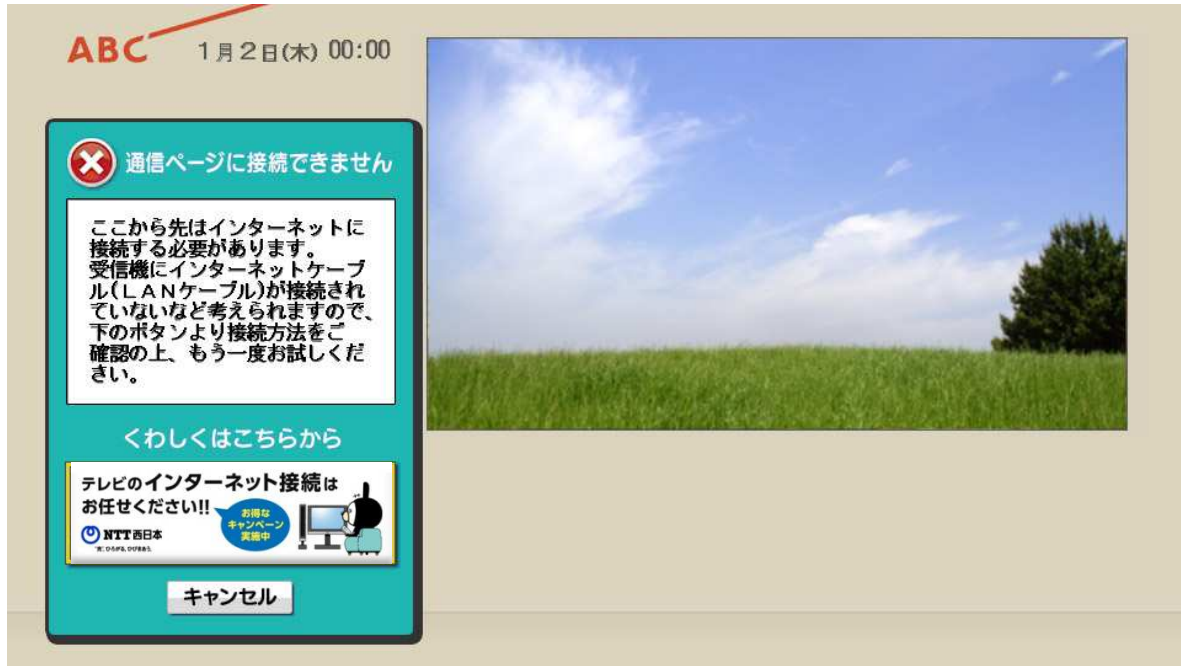 ABC
1月2日(木) 00:00
通信ページに接続できません
ここから先はインターネットに
接続する必要があります。
受信機にインターネットケーブ
ル(LANケーブル)が接続され
ていないなど考えられますので、
下のボタンより接続方法をご
確認の上、もう一度お試しくだ
さい。
くわしくはこちらから
テレビのインターネット接続は
お任せください!!
お得な
キャンペーン
実施中
NTT西日本
キャンセル